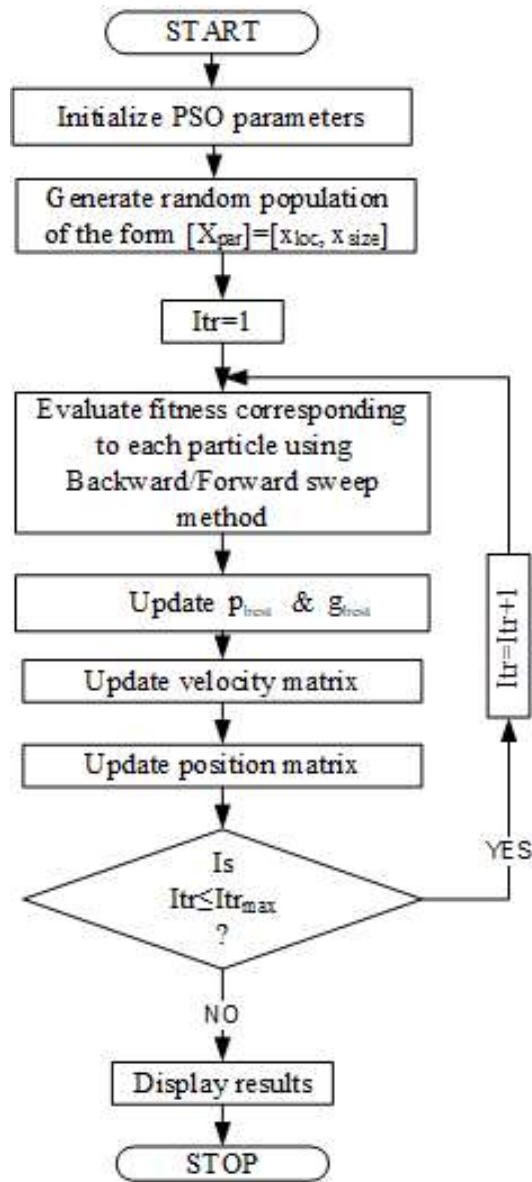 START
Initialize PSO parameters
Generate random population
of the form [Xpar]=[xloc, xsize]
Itr=1
Evaluate fitness corresponding
to each particle using
Backward/Forward sweep
method
Update pbest & gbest
Update velocity matrix
Update position matrix
Is
Itr≤Itrmax
?
YES
Itr=Itr+1
NO
Display results
STOP